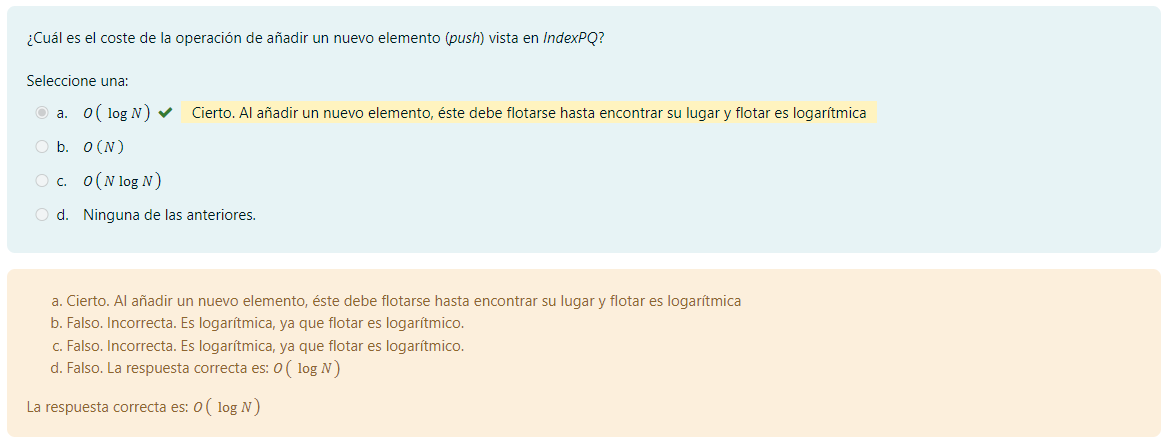 ¿Cuál es el coste de la operación de añadir un nuevo elemento (push) vista en IndexPQ?
Seleccione una:
a. O( log N) ✔ Cierto. Al añadir un nuevo elemento, éste debe flotarse hasta encontrar su lugar y flotar es logarítmica
b. O(N)
c. O(N log N)
d. Ninguna de las anteriores.
a. Cierto. Al añadir un nuevo elemento, éste debe flotarse hasta encontrar su lugar y flotar es logarítmica
b. Falso. Incorrecta. Es logarítmica, ya que flotar es logarítmico.
c. Falso. Incorrecta. Es logarítmica, ya que flotar es logarítmico.
d. Falso. La respuesta correcta es: O( log N)
La respuesta correcta es: O( log N)